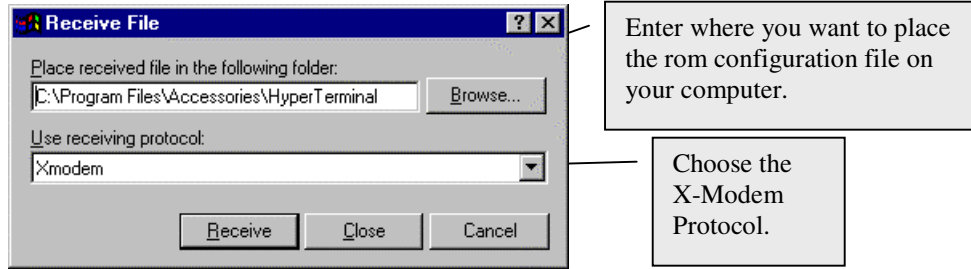 Receive File
Place received file in the following folder:
C:\Program Files\Accessories\HyperTerminal
Browse...
Use receiving protocol:
Xmodem
Receive
Close
Cancel
Enter where you want to place
the rom configuration file on
your computer.
Choose the
X-Modem
Protocol.